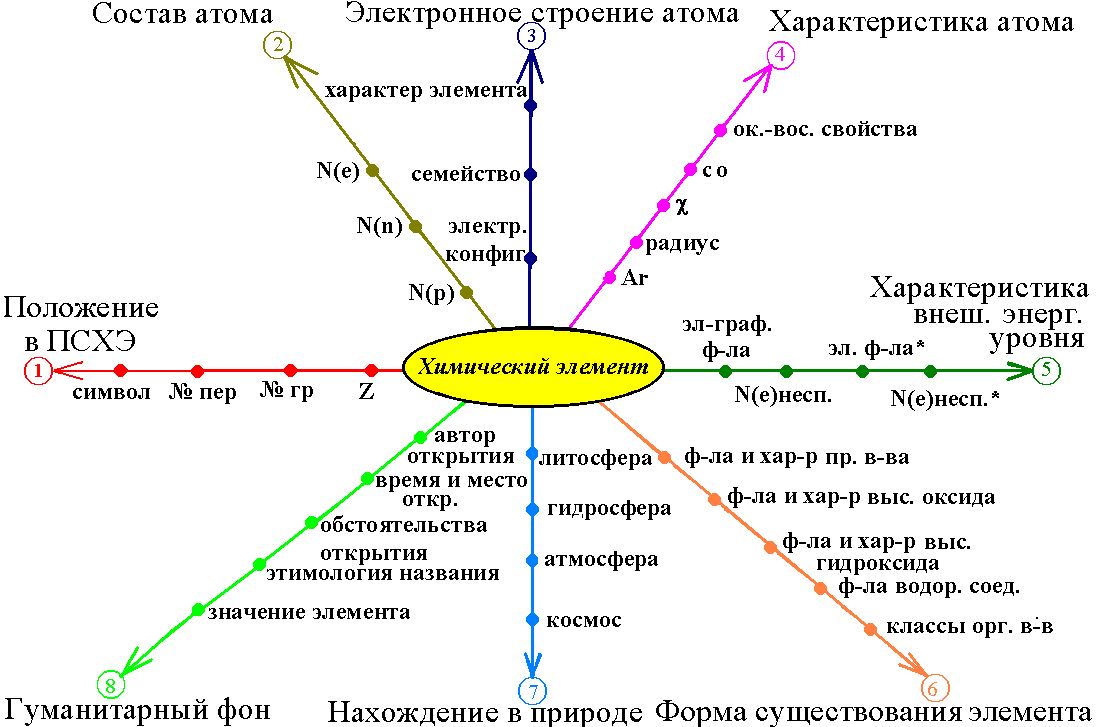 Состав атома
2
Электронное строение атома
3
Характеристика атома
4
характер элемента
семейство
электр.
конфиг
N(e)
N(n)
N(p)
ок.-вос. свойства
с о
χ
радиус
Ar
Положение
в ПСХЭ
1
символ
№ пер
№ гр
Z
Химический элемент
Характеристика
внеш. энерг.
уровня
5
эл-граф.
ф-ла
N(e)несп.
эл. ф-ла*
N(e)несп.*
автор
открытия
время и место
откр.
обстоятельства
открытия
этимология названия
значение элемента
8
Гуманитарный фон
литосфера
гидросфера
атмосфера
космос
7
Нахождение в природе
ф-ла и хар-р пр. в-ва
ф-ла и хар-р выс. оксида
ф-ла и хар-р выс.
гидроксида
ф-ла водор. соед.
классы орг. в-в
6
Форма существования элемента